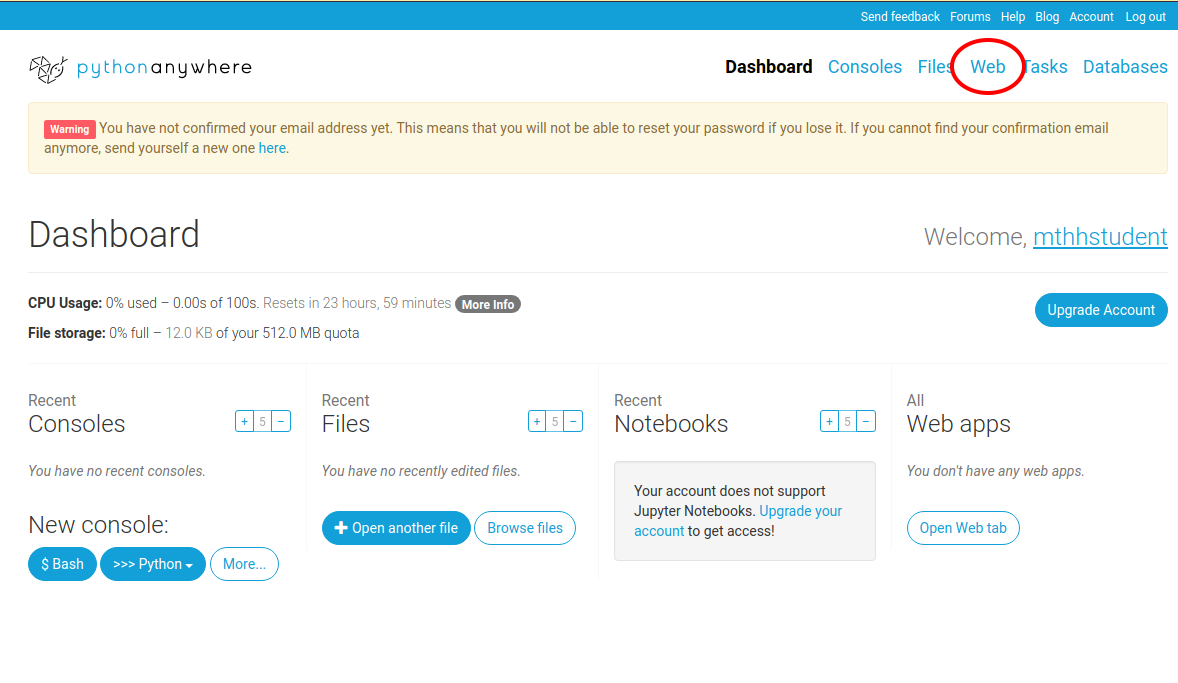 Send feedback Forums Help Blog Account Log out
pythonanywhere
Dashboard Consoles Files Web Tasks Databases
Warning You have not confirmed your email address yet. This means that you will not be able to reset your password if you lose it. If you cannot find your confirmation email
anymore, send yourself a new one here.
Dashboard
Welcome, mthhstudent
CPU Usage: 0% used – 0.00s of 100s. Resets in 23 hours, 59 minutes More Info
File storage: 0% full – 12.0 KB of your 512.0 MB quota
Upgrade Account
Recent
Consoles
+ 5 −
You have no recent consoles.
New console:
$ Bash >>> Python More...
Recent
Files
+ 5 −
You have no recently edited files.
+ Open another file Browse files
Recent
Notebooks
+ 5 −
Your account does not support
Jupyter Notebooks. Upgrade your
account to get access!
All
Web apps
You don't have any web apps.
Open Web tab